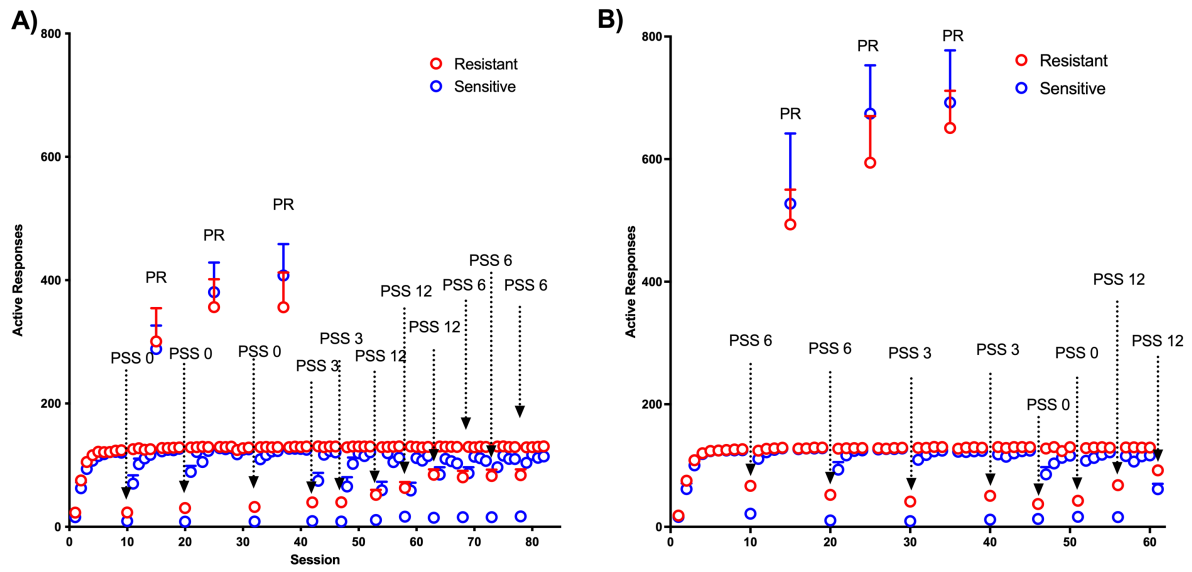 A)
800
600
400
200
0
Active Responses
0
10
20
30
40
50
60
70
80
Session
Resistant
Sensitive
PR
PR
PR
PSS 0
PSS 0
PSS 0
PSS 3
PSS 3
PSS 12
PSS 12
PSS 12
PSS 6
PSS 6
PSS 6
B)
800
600
400
200
0
Active Responses
0
10
20
30
40
50
60
Resistant
Sensitive
PR
PR
PR
PSS 6
PSS 6
PSS 3
PSS 3
PSS 0
PSS 0
PSS 12
PSS 12